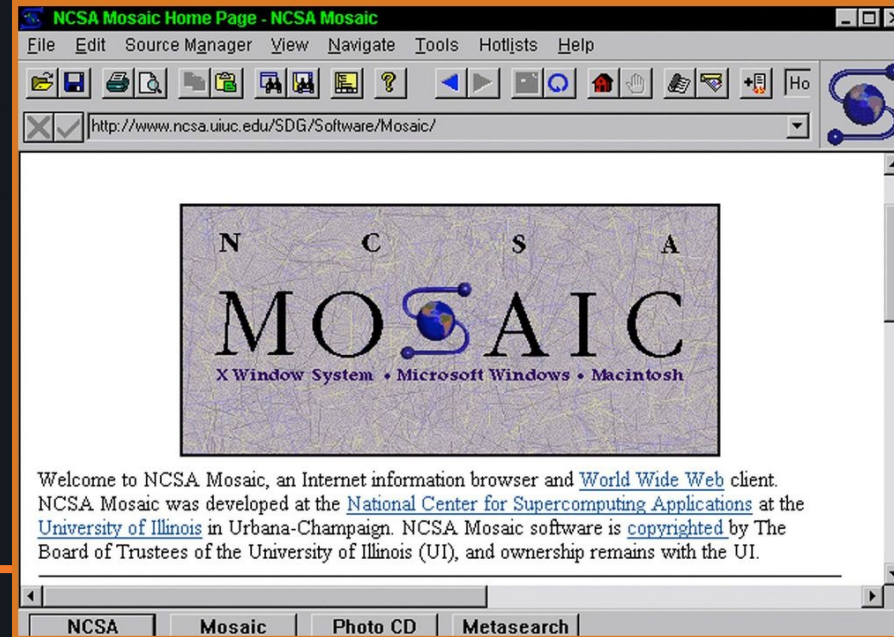 NCSA Mosaic Home Page - NCSA Mosaic
File Edit Source Manager View Navigate Tools Hotlists Help
Ho
http://www.ncsa.uiuc.edu/SDG/Software/Mosaic/
N C S A
MOSAIC
X Window System • Microsoft Windows • Macintosh
Welcome to NCSA Mosaic, an Internet information browser and World Wide Web client.
NCSA Mosaic was developed at the National Center for Supercomputing Applications at the
University of Illinois in Urbana-Champaign. NCSA Mosaic software is copyrighted by The
Board of Trustees of the University of Illinois (UI), and ownership remains with the UI.
NCSA Mosaic Photo CD Metasearch